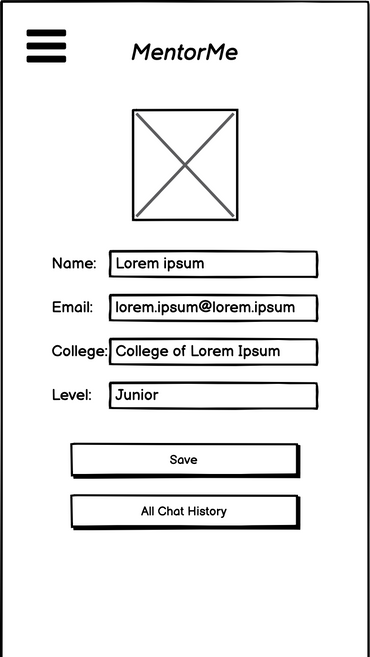 MentorMe
Name: Lorem ipsum
Email: lorem.ipsum@lorem.ipsum
College: College of Lorem Ipsum
Level: Junior
Save
All Chat History